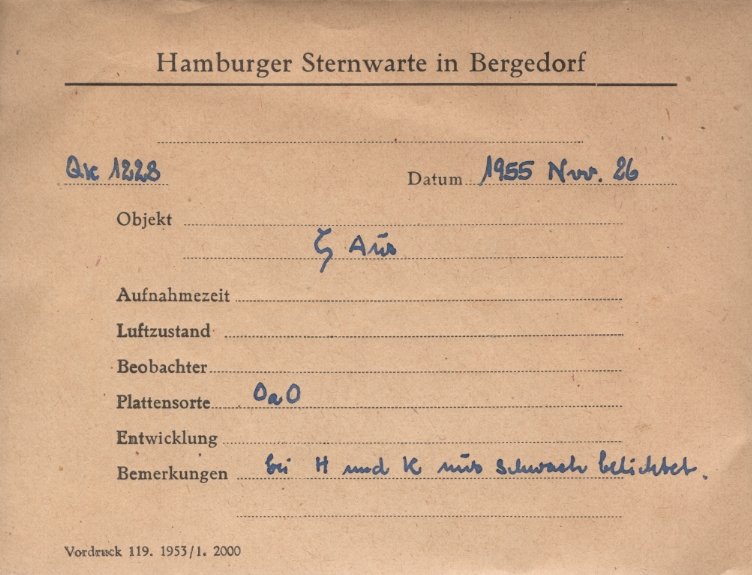 Hamburger Sternwarte in Bergedorf
QK 1228
Datum 1955 Nov. 26
Objekt
ζ Aur
Aufnahmezeit
Luftzustand
Beobachter
Plattensorte OaO
Entwicklung
Bemerkungen bei H und K nur schwach belichtet.
Vordruck 119. 1953/1. 2000